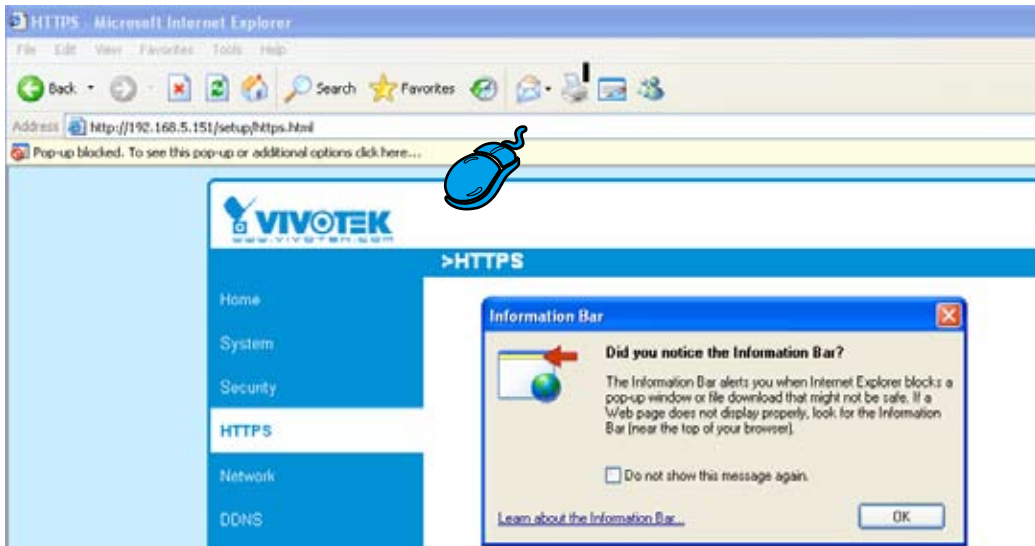 HTTPS - Microsoft Internet Explorer
File Edit View Favorites Tools Help
Back Search Favorites
Address http://192.168.5.151/setup/https.html
Pop-up blocked. To see this pop-up or additional options click here...
VIVOTEK
www.vivotek.com
>HTTPS
Home
System
Security
HTTPS
Network
DDNS
Information Bar
Did you notice the Information Bar?
The Information Bar alerts you when Internet Explorer blocks a
pop-up window or file download that might not be safe. If a
Web page does not display properly, look for the Information
Bar (near the top of your browser).
Do not show this message again.
Learn about the Information Bar...
OK